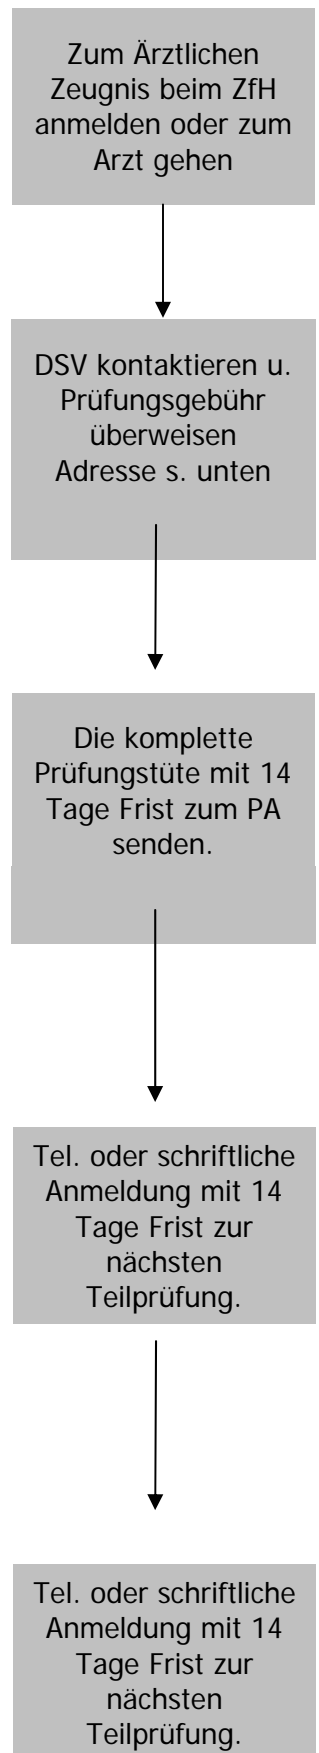 Zum Ärztlichen
Zeugnis beim ZfH
anmelden oder zum
Arzt gehen
DSV kontaktieren u.
Prüfungsgebühr
überweisen
Adresse s. unten
Die komplette
Prüfungstüte mit 14
Tage Frist zum PA
senden.
Tel. oder schriftliche
Anmeldung mit 14
Tage Frist zur
nächsten
Teilprüfung.
Tel. oder schriftliche
Anmeldung mit 14
Tage Frist zur
nächsten
Teilprüfung.